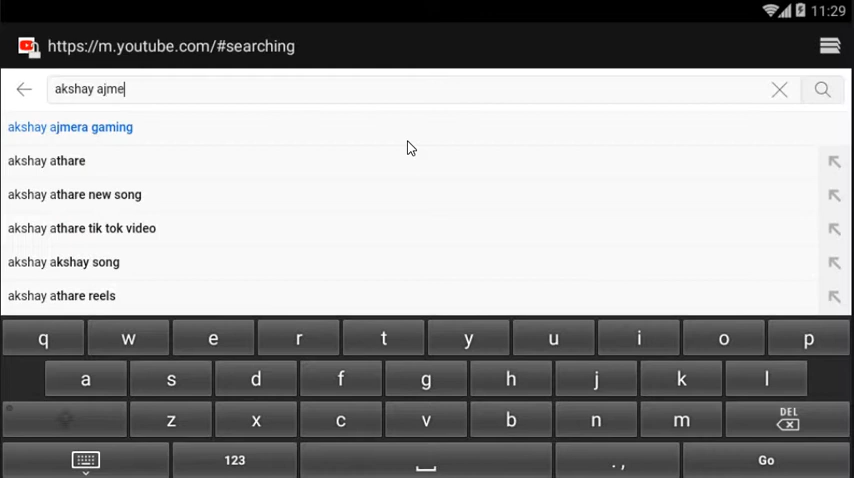 11:29
https://m.youtube.com/#searching
akshay ajme
akshay ajmera gaming
akshay athare
akshay athare new song
akshay athare tik tok video
akshay akshay song
akshay athare reels
q w e r t y u i o p
a s d f g h j k l
z x c v b n m DEL
123 . , Go